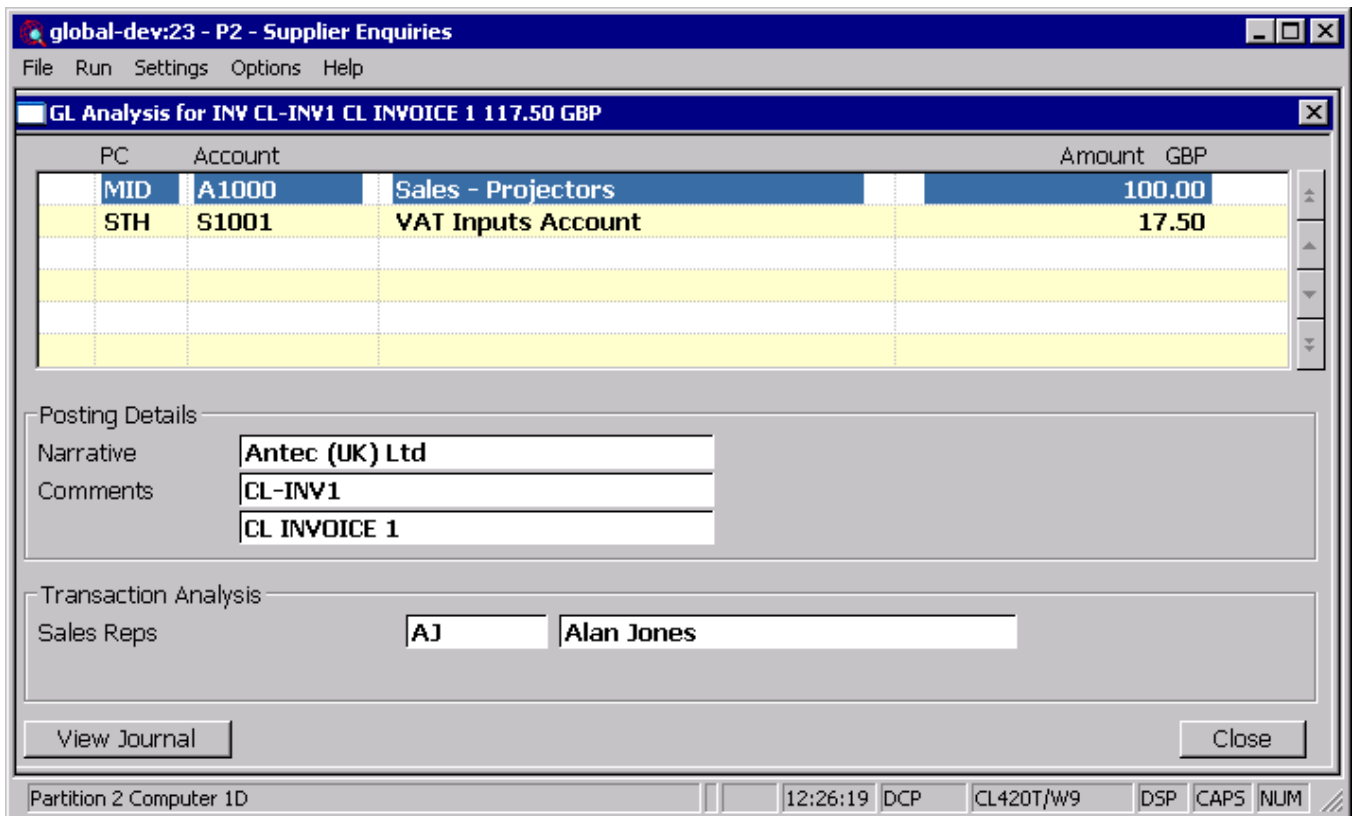 global-dev:23 - P2 - Supplier Enquiries
File Run Settings Options Help
GL Analysis for INV CL-INV1 CL INVOICE 1 117.50 GBP
PC Account Amount GBP
MID A1000 Sales - Projectors 100.00
STH S1001 VAT Inputs Account 17.50
Posting Details
Narrative Antec (UK) Ltd
Comments CL-INV1
CL INVOICE 1
Transaction Analysis
Sales Reps AJ Alan Jones
View Journal Close
Partition 2 Computer 1D 12:26:19 DCP CL420T/W9 DSP CAPS NUM